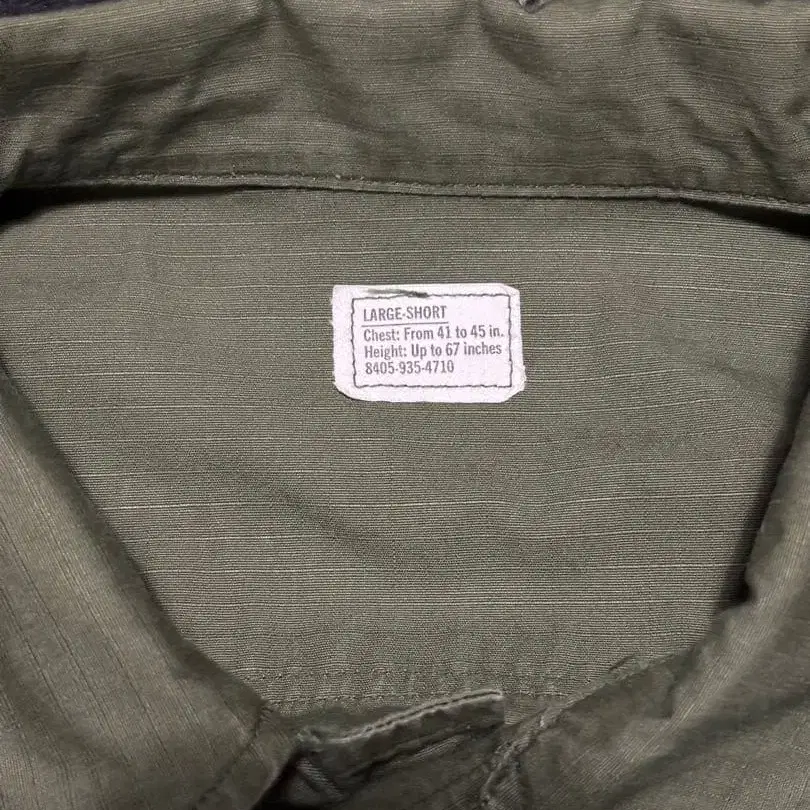 LARGE-SHORT
Chest: From 41 to 45 in.
Height: Up to 67 inches
8405-935-4710